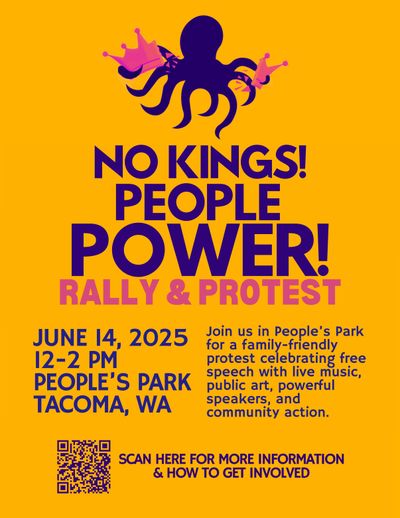 NO KINGS!
PEOPLE
POWER!
RALLY & PROTEST
JUNE 14, 2025
12-2 PM
PEOPLE'S PARK
TACOMA, WA
Join us in People's Park
for a family-friendly
protest celebrating free
speech with live music,
public art, powerful
speakers, and
community action.
SCAN HERE FOR MORE INFORMATION
& HOW TO GET INVOLVED